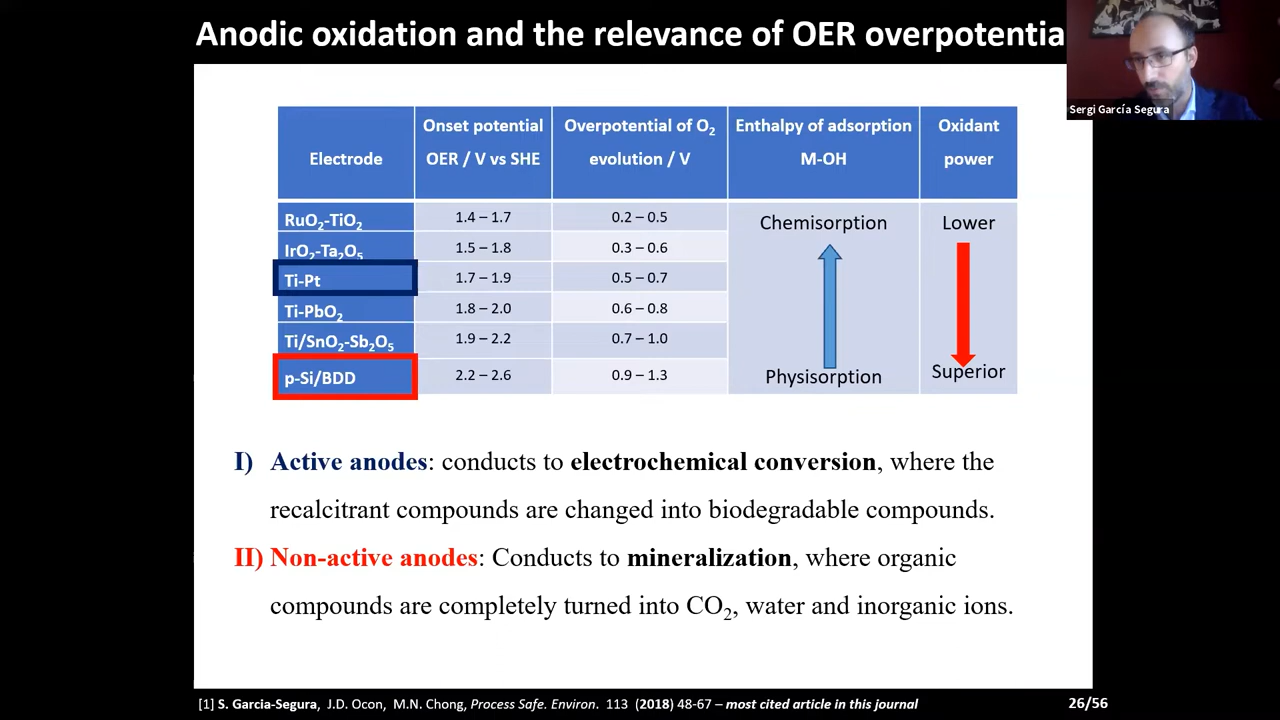 Anodic oxidation and the relevance of OER overpotentia
Sergi García Segura
Electrode
Onset potential
OER / V vs SHE
Overpotential of O₂
evolution / V
Enthalpy of adsorption
M-OH
Oxidant
power
RuO₂-TiO₂ 1.4 – 1.7 0.2 – 0.5 Chemisorption Lower
IrO₂-Ta₂O₅ 1.5 – 1.8 0.3 – 0.6
Ti-Pt 1.7 – 1.9 0.5 – 0.7
Ti-PbO₂ 1.8 – 2.0 0.6 – 0.8
Ti/SnO₂-Sb₂O₅ 1.9 – 2.2 0.7 – 1.0
p-Si/BDD 2.2 – 2.6 0.9 – 1.3 Physisorption Superior
I) Active anodes: conducts to electrochemical conversion, where the
recalcitrant compounds are changed into biodegradable compounds.
II) Non-active anodes: Conducts to mineralization, where organic
compounds are completely turned into CO₂, water and inorganic ions.
[1] S. Garcia-Segura, J.D. Ocon, M.N. Chong, Process Safe. Environ. 113 (2018) 48-67 – most cited article in this journal
26/56